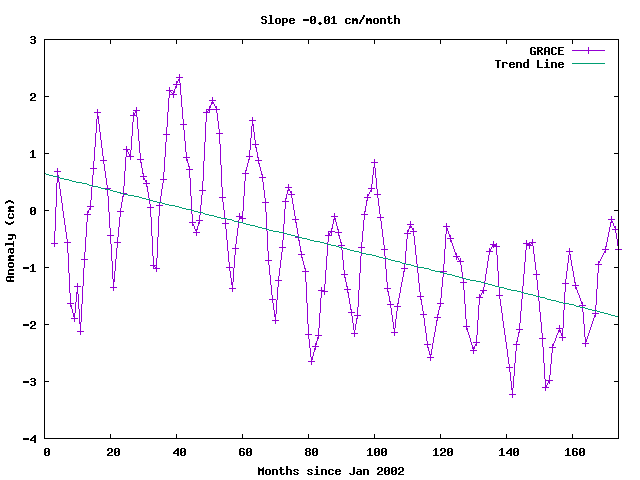 Slope -0.01 cm/month
GRACE
Trend Line
3
2
1
0
-1
-2
-3
-4
Anomaly (cm)
0 20 40 60 80 100 120 140 160
Months since Jan 2002